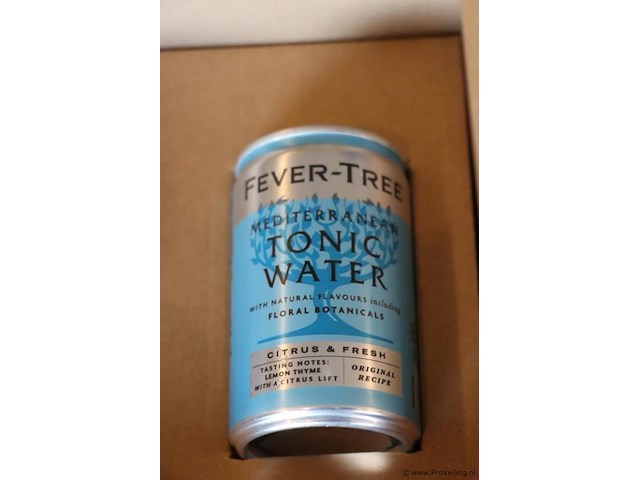 FEVER-TREE
MEDITERRANEAN
TONIC
WATER
WITH NATURAL FLAVOURS including
FLORAL BOTANICALS
CITRUS & FRESH
TASTING NOTES:
LEMON THYME
WITH A CITRUS LIFT
ORIGINAL
RECIPE
© www.ProVeiling.nl